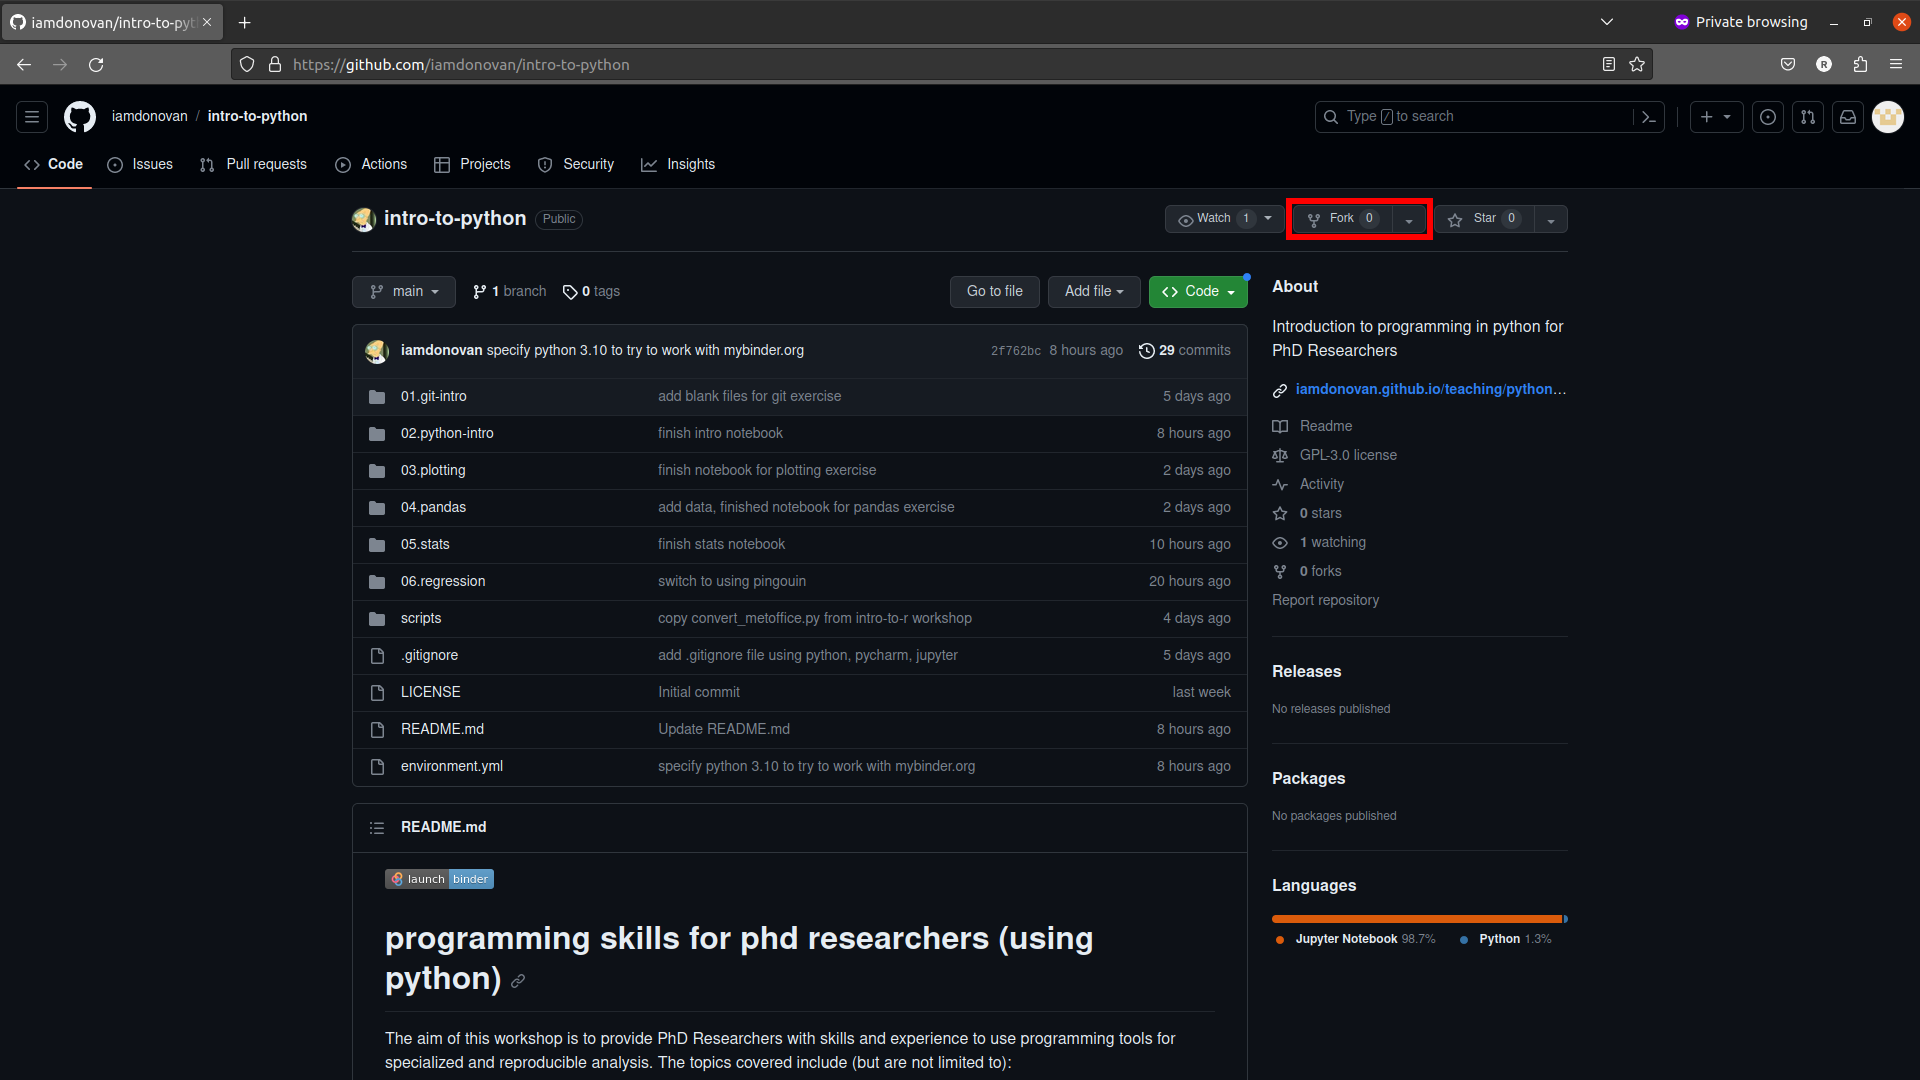 iamdonovan/intro-to-pyt
Private browsing
https://github.com/iamdonovan/intro-to-python
R
iamdonovan / intro-to-python
Type / to search
Code Issues Pull requests Actions Projects Security Insights
intro-to-python Public
Watch 1 Fork 0 Star 0
main 1 branch 0 tags Go to file Add file Code
iamdonovan specify python 3.10 to try to work with mybinder.org 2f762bc 8 hours ago 29 commits
01.git-intro add blank files for git exercise 5 days ago
02.python-intro finish intro notebook 8 hours ago
03.plotting finish notebook for plotting exercise 2 days ago
04.pandas add data, finished notebook for pandas exercise 2 days ago
05.stats finish stats notebook 10 hours ago
06.regression switch to using pingouin 20 hours ago
scripts copy convert_metoffice.py from intro-to-r workshop 4 days ago
.gitignore add .gitignore file using python, pycharm, jupyter 5 days ago
LICENSE Initial commit last week
README.md Update README.md 8 hours ago
environment.yml specify python 3.10 to try to work with mybinder.org 8 hours ago
README.md
launch binder
programming skills for phd researchers (using
python)
The aim of this workshop is to provide PhD Researchers with skills and experience to use programming tools for
specialized and reproducible analysis. The topics covered include (but are not limited to):
About
Introduction to programming in python for
PhD Researchers
iamdonovan.github.io/teaching/python…
Readme
GPL-3.0 license
Activity
0 stars
1 watching
0 forks
Report repository
Releases
No releases published
Packages
No packages published
Languages
Jupyter Notebook 98.7% Python 1.3%